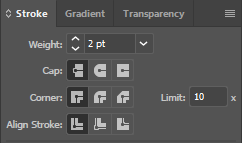 Stroke Gradient Transparency
Weight: 2 pt
Cap:
Corner: Limit: 10 x
Align Stroke: